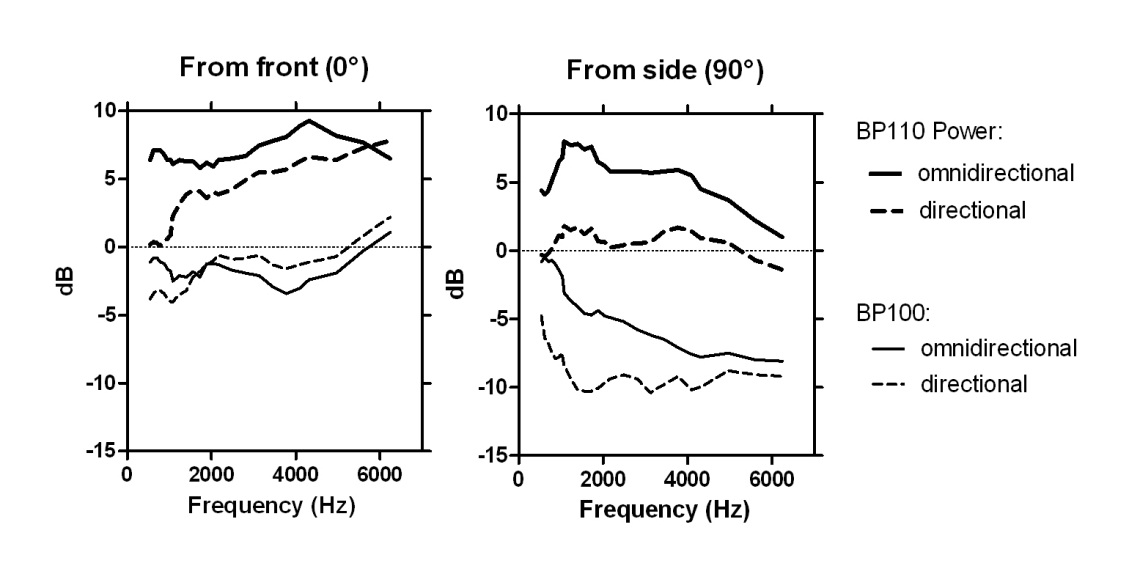 From front (0°)
10
5
0
-5
-10
-15
dB
0 2000 4000 6000
Frequency (Hz)
From side (90°)
10
5
0
-5
-10
-15
dB
0 2000 4000 6000
Frequency (Hz)
BP110 Power:
omnidirectional
directional
BP100:
omnidirectional
directional